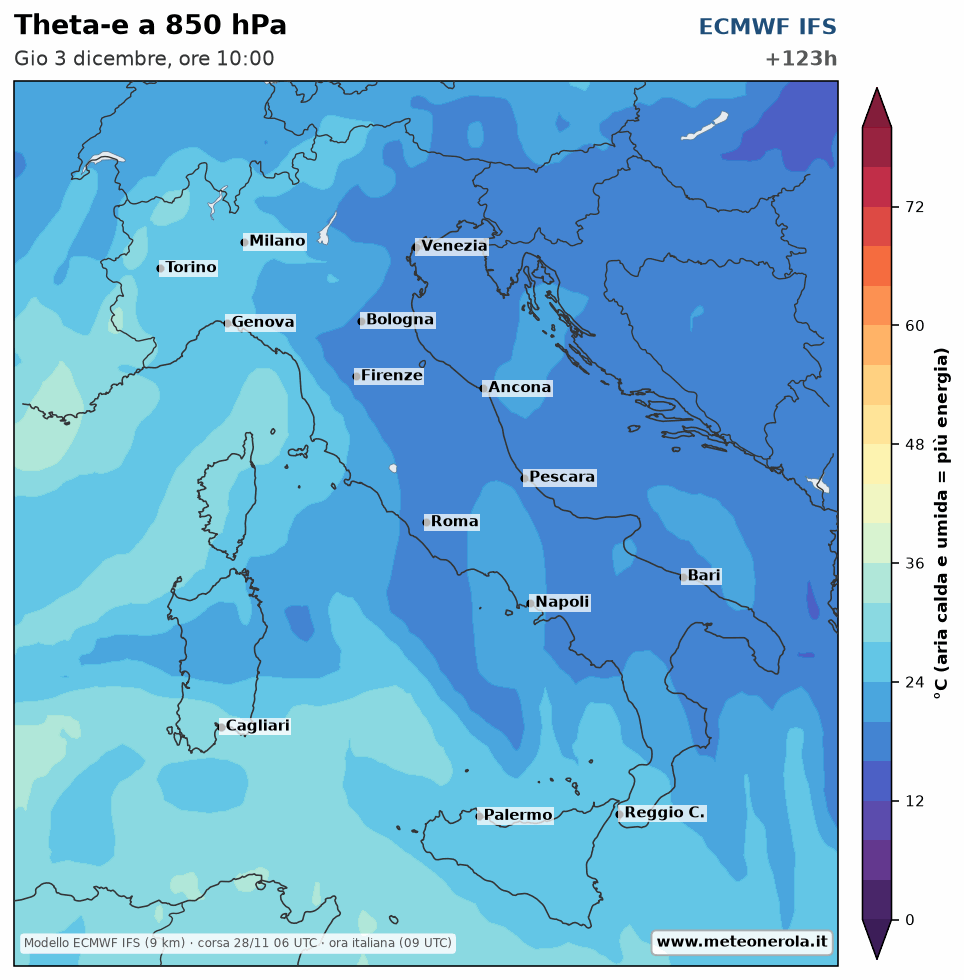 Theta-e a 850 hPa
ECMWF IFS
Gio 3 dicembre, ore 10:00
+123h
Milano
Venezia
Torino
Genova
Bologna
Firenze
Ancona
Pescara
Roma
Bari
Napoli
Cagliari
Palermo
Reggio C.
72
60
48
36
24
12
0
°C (aria calda e umida = più energia)
Modello ECMWF IFS (9 km) · corsa 28/11 06 UTC · ora italiana (09 UTC)
www.meteonerola.it